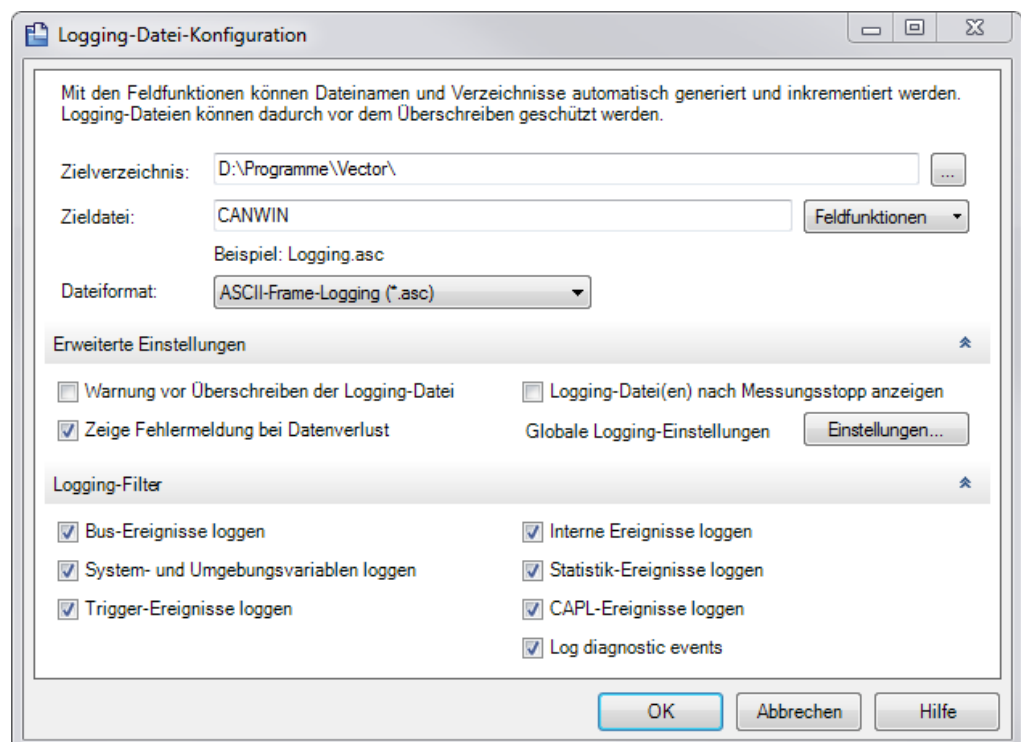 Logging-Datei-Konfiguration
Mit den Feldfunktionen können Dateinamen und Verzeichnisse automatisch generiert und inkrementiert werden.
Logging-Dateien können dadurch vor dem Überschreiben geschützt werden.
Zielverzeichnis: D:\Programme\Vector\ ...
Zieldatei: CANWIN Feldfunktionen
Beispiel: Logging.asc
Dateiformat: ASCII-Frame-Logging (*.asc)
Erweiterte Einstellungen
Warnung vor Überschreiben der Logging-Datei Logging-Datei(en) nach Messungsstopp anzeigen
Zeige Fehlermeldung bei Datenverlust Globale Logging-Einstellungen Einstellungen...
Logging-Filter
Bus-Ereignisse loggen Interne Ereignisse loggen
System- und Umgebungsvariablen loggen Statistik-Ereignisse loggen
Trigger-Ereignisse loggen CAPL-Ereignisse loggen
Log diagnostic events
OK Abbrechen Hilfe